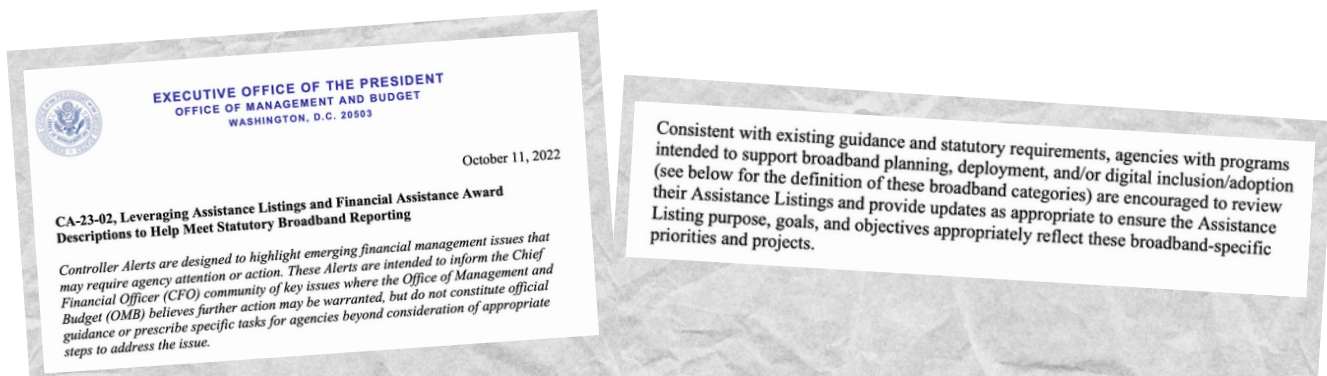 EXECUTIVE OFFICE OF THE PRESIDENT
OFFICE OF MANAGEMENT AND BUDGET
WASHINGTON, D.C. 20503
October 11, 2022
CA-23-02, Leveraging Assistance Listings and Financial Assistance Award
Descriptions to Help Meet Statutory Broadband Reporting
Controller Alerts are designed to highlight emerging financial management issues that
may require agency attention or action. These Alerts are intended to inform the Chief
Financial Officer (CFO) community of key issues where the Office of Management and
Budget (OMB) believes further action may be warranted, but do not constitute official
guidance or prescribe specific tasks for agencies beyond consideration of appropriate
steps to address the issue.
Consistent with existing guidance and statutory requirements, agencies with programs
intended to support broadband planning, deployment, and/or digital inclusion/adoption
(see below for the definition of these broadband categories) are encouraged to review
their Assistance Listings and provide updates as appropriate to ensure the Assistance
Listing purpose, goals, and objectives appropriately reflect these broadband-specific
priorities and projects.